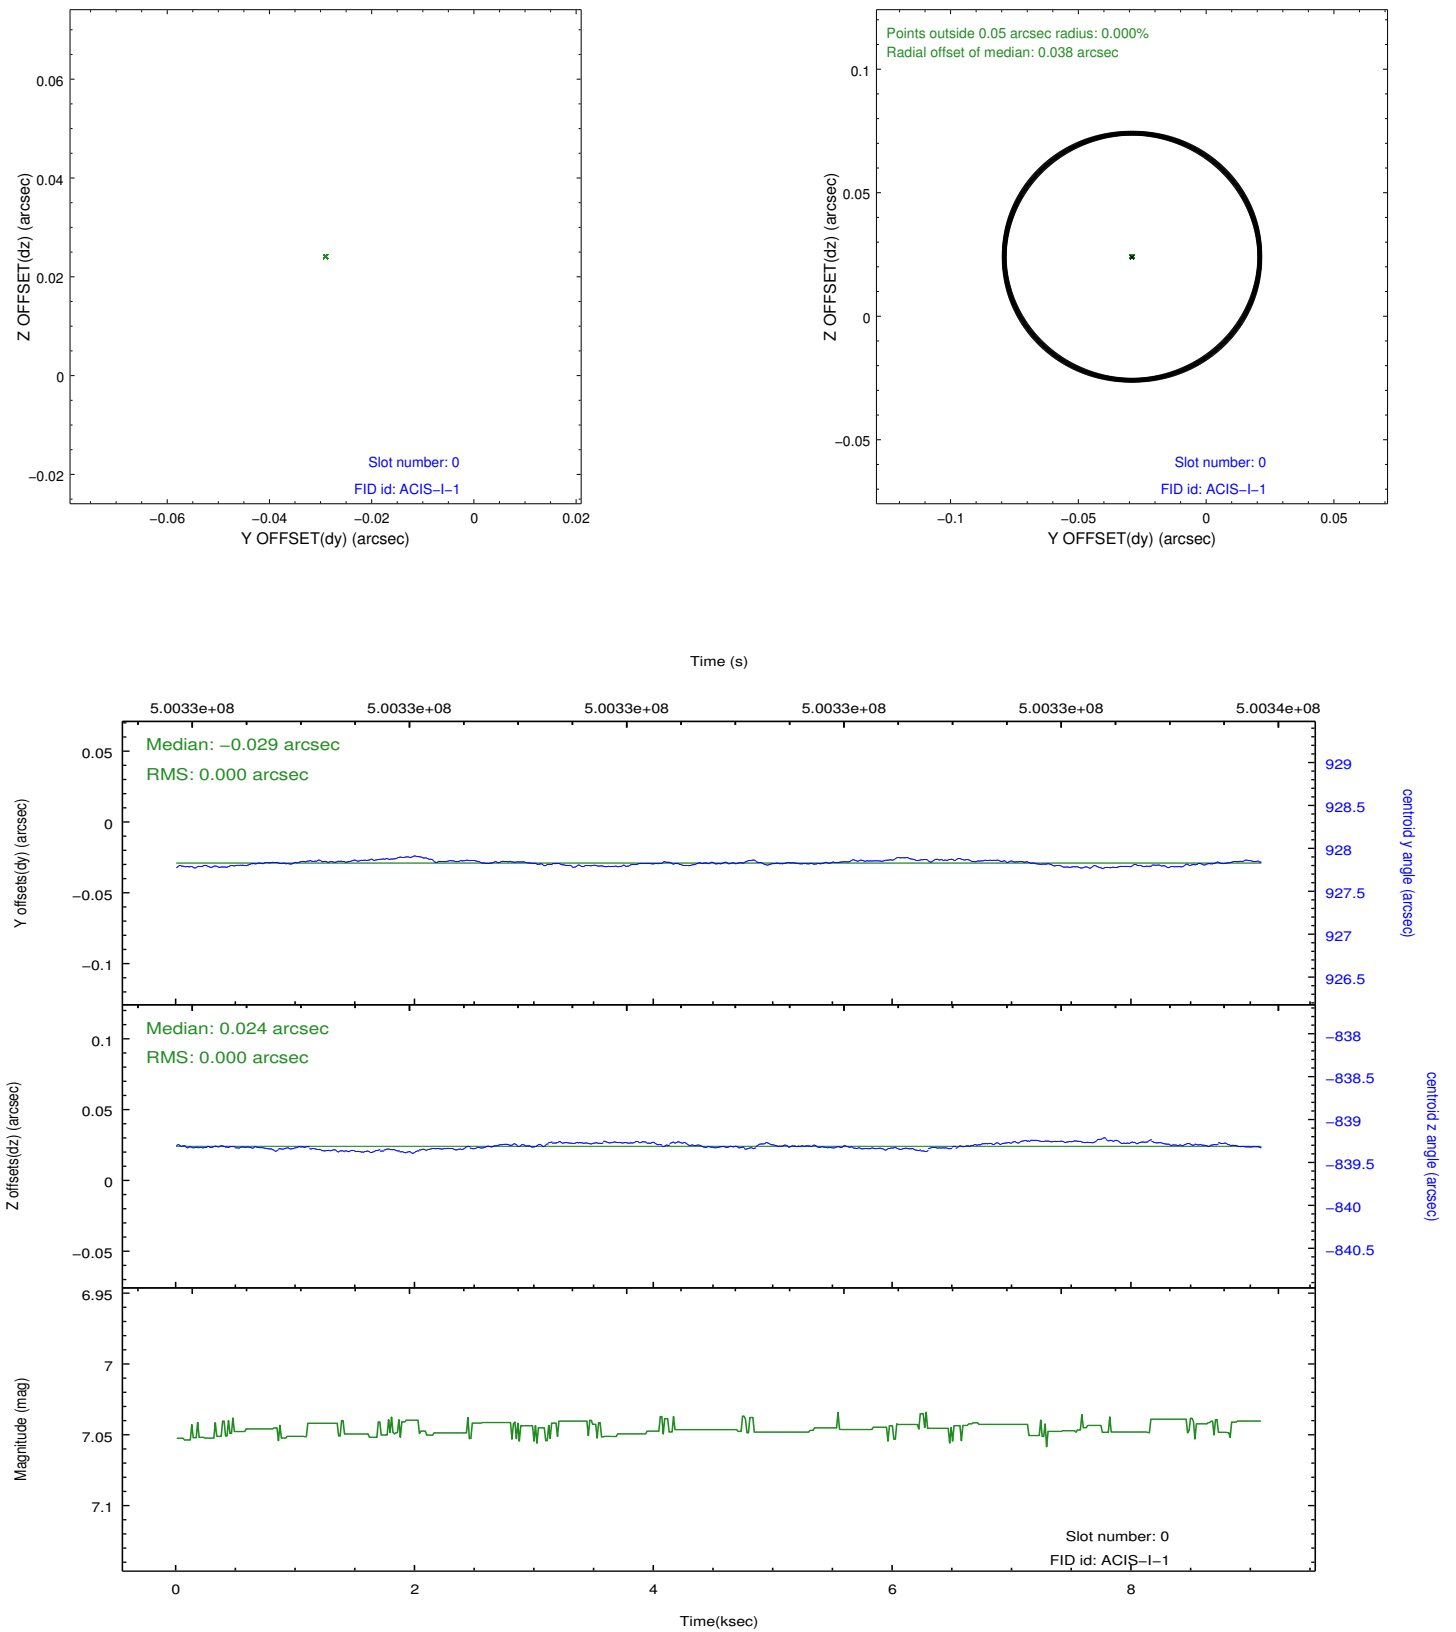 0.06
0.04
0.02
0
−0.02
Z OFFSET(dz) (arcsec)
Slot number: 0
FID id: ACIS−I−1
−0.06 −0.04 −0.02 0 0.02
Y OFFSET(dy) (arcsec)
Points outside 0.05 arcsec radius: 0.000%
Radial offset of median: 0.038 arcsec
0.1
0.05
0
−0.05
Z OFFSET(dz) (arcsec)
Slot number: 0
FID id: ACIS−I−1
−0.1 −0.05 0 0.05
Y OFFSET(dy) (arcsec)
Time (s)
5.0033e+08 5.0033e+08 5.0033e+08 5.0033e+08 5.0033e+08 5.0034e+08
Median: −0.029 arcsec
RMS: 0.000 arcsec
0.05
0
−0.05
−0.1
Y offsets(dy) (arcsec)
929
928.5
928
927.5
927
926.5
centroid y angle (arcsec)
Median: 0.024 arcsec
RMS: 0.000 arcsec
0.1
0.05
0
−0.05
Z offsets(dz) (arcsec)
−838
−838.5
−839
−839.5
−840
−840.5
centroid z angle (arcsec)
6.95
7
7.05
7.1
Magnitude (mag)
Slot number: 0
FID id: ACIS−I−1
0 2 4 6 8
Time(ksec)